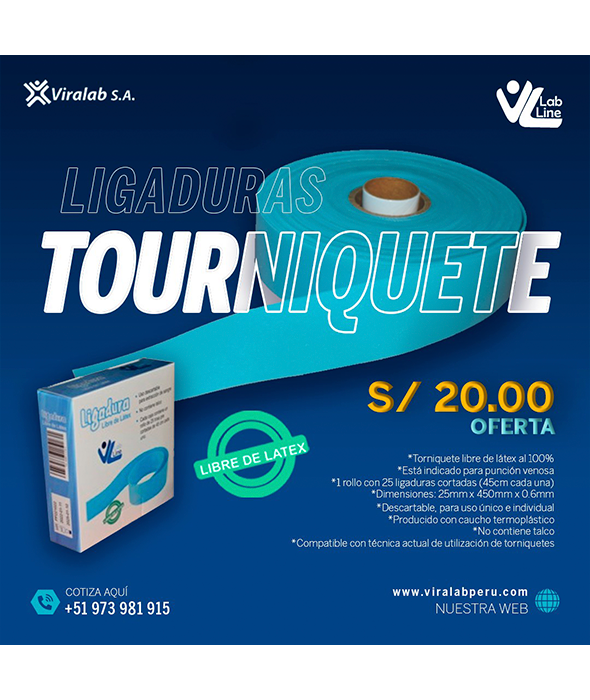 Viralab S.A.
VL Lab Line
LIGADURAS
TOURNIQUETE
S/ 20.00
OFERTA
Ligadura
Libre de Látex
LIBRE DE LATEX
*Torniquete libre de látex al 100%
*Está indicado para punción venosa
*1 rollo con 25 ligaduras cortadas (45cm cada una)
*Dimensiones: 25mm x 450mm x 0.6mm
*Descartable, para uso único e individual
*Producido con caucho termoplástico
*No contiene talco
*Compatible con técnica actual de utilización de torniquetes
COTIZA AQUÍ
+51 973 981 915
www.viralabperu.com
NUESTRA WEB